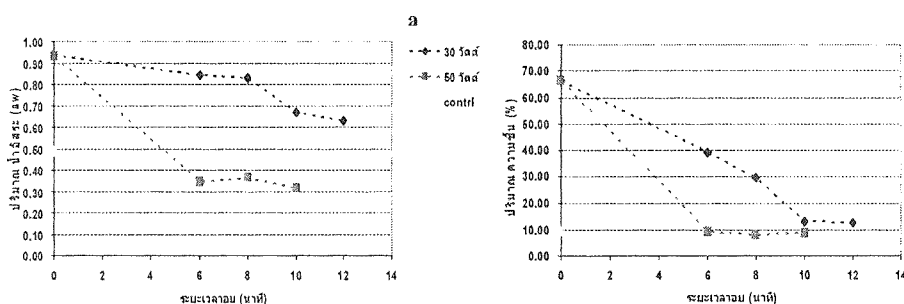 a
1.00
0.90
0.80
0.70
0.60
0.50
0.40
0.30
0.20
0.10
0.00
ปริมาณ น้ำอิสระ (aw)
0 2 4 6 8 10 12 14
ระยะเวลาอบ (นาที)
30 วัตต์
50 วัตต์
contrl
80.00
70.00
60.00
50.00
40.00
30.00
20.00
10.00
0.00
ปริมาณ ความชื้น (%)
0 2 4 6 8 10 12 14
ระยะเวลาอบ (นาที)